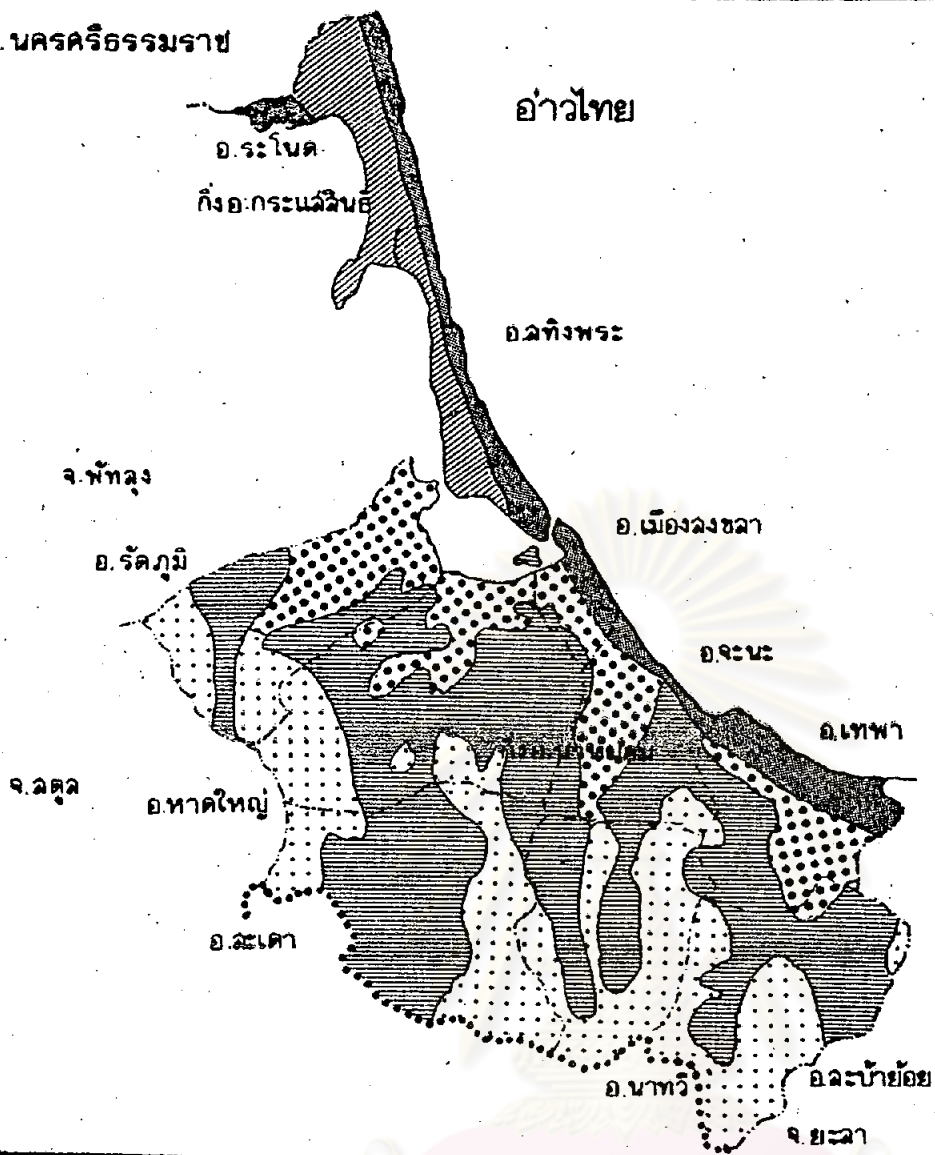 .นครศรีธรรมราช
อ่าวไทย
อ.ระโนด
กิ่งอ.กระแสสินธุ์
อ.สทิงพระ
จ.พัทลุง
อ.เมืองสงขลา
อ.รัตภูมิ
อ.จะนะ
อ.เทพา
จ.สตูล
อ.หาดใหญ่
อ.สะเดา
อ.นาทวี
อ.สะบ้าย้อย
จ.ยะลา